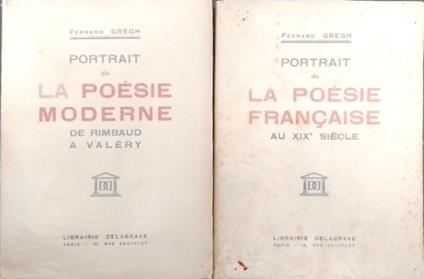 FERNAND GREGH
PORTRAIT
de
LA POÉSIE
MODERNE
DE RIMBAUD
A VALÉRY
LIBRAIRIE DELAGRAVE
PARIS - 15, RUE SOUFFLOT
FERNAND GREGH
PORTRAIT
de
LA POÉSIE
FRANÇAISE
AU XIXᵉ SIÈCLE
LIBRAIRIE DELAGRAVE
PARIS - 15, RUE SOUFFLOT